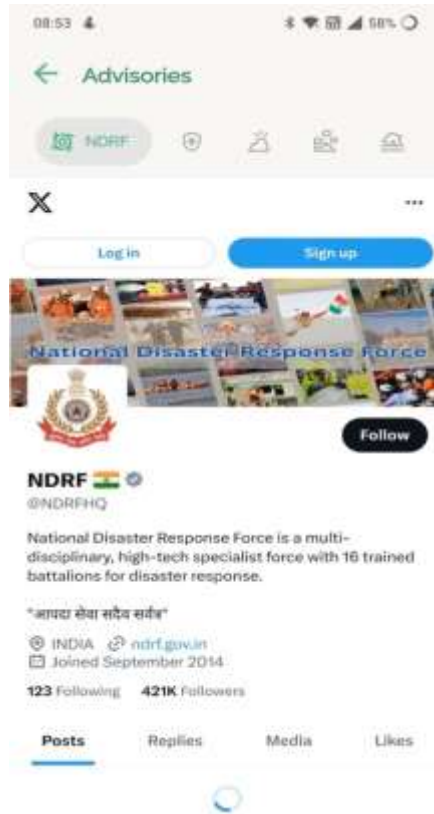 08:53
58%
Advisories
NDRF
Log in
Sign up
National Disaster Response Force
Follow
NDRF
@NDRFHQ
National Disaster Response Force is a multi-
disciplinary, high-tech specialist force with 16 trained
battalions for disaster response.
"आपदा सेवा सदैव सर्वत्र"
INDIA ndrf.gov.in
Joined September 2014
123 Following 421K Followers
Posts Replies Media Likes